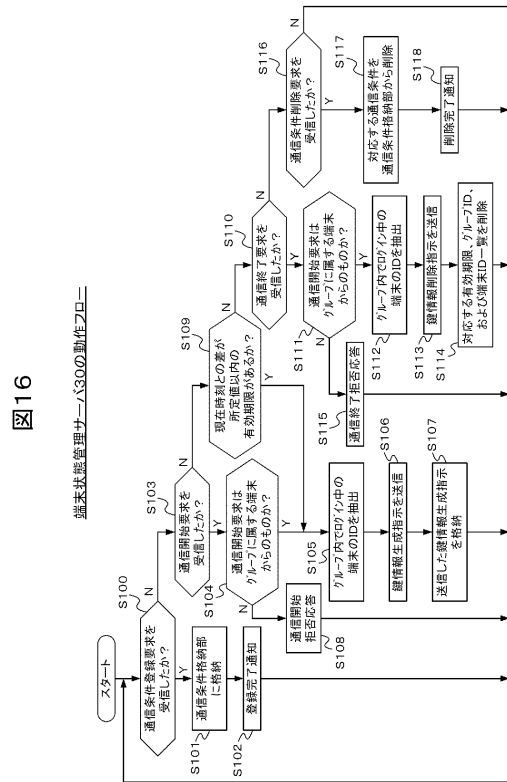 図16
端末状態管理サーバ30の動作フロー
スタート
S100
通信条件登録要求を
受信したか?
N
Y
S101
通信条件格納部
に格納
S102
登録完了通知
S103
通信開始要求を
受信したか?
N
Y
S104
通信開始要求は
グループに属する端末
からのものか?
N
Y
通信開始
拒否応答
S108
S105
グループ内でログイン中の
端末のIDを抽出
S106
鍵情報生成指示を送信
S107
送信した鍵情報生成指示
を格納
S109
現在時刻との差が
所定値以内の
有効期限があるか?
N
Y
S110
通信終了要求を
受信したか?
N
Y
S111
通信開始要求は
グループに属する端末
からのものか?
N
Y
S115
通信終了拒否応答
S112
グループ内でログイン中の
端末のIDを抽出
S113
鍵情報削除指示を送信
S114
対応する有効期限、グループID、
および端末ID一覧を削除
S116
通信条件削除要求を
受信したか?
N
Y
S117
対応する通信条件を
通信条件格納部から削除
S118
削除完了通知